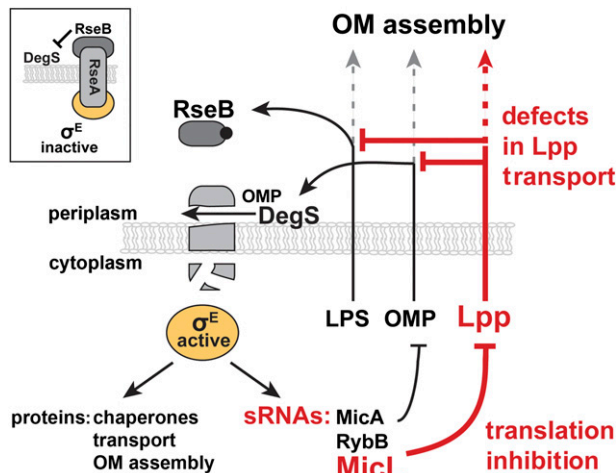 RseB
DegS
RseA
σE
inactive
OM assembly
RseB
defects
in Lpp
transport
OMP
DegS
periplasm
cytoplasm
LPS
OMP
Lpp
σE
active
proteins: chaperones
transport
OM assembly
sRNAs: MicA
RybB
MicL
translation
inhibition